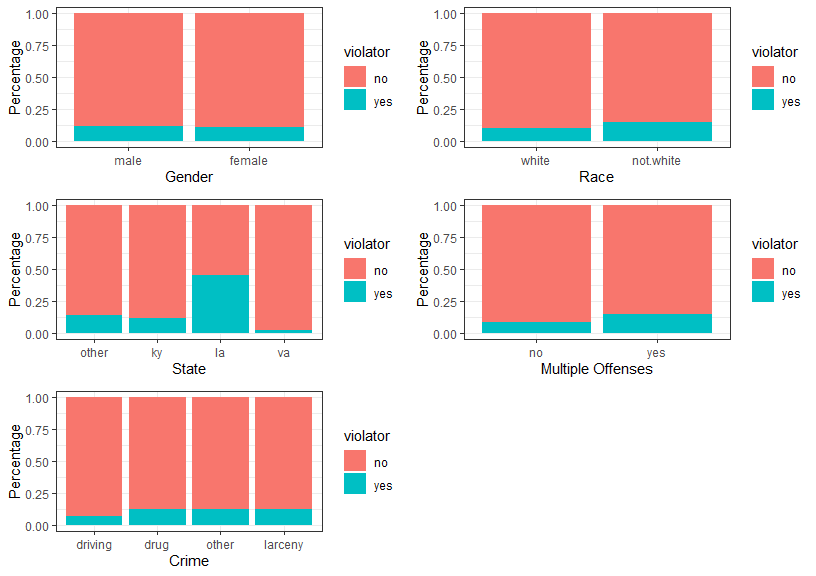 Percentage
1.00
0.75
0.50
0.25
0.00
male female
Gender
violator
no
yes
Percentage
1.00
0.75
0.50
0.25
0.00
white not.white
Race
violator
no
yes
Percentage
1.00
0.75
0.50
0.25
0.00
other ky la va
State
violator
no
yes
Percentage
1.00
0.75
0.50
0.25
0.00
no yes
Multiple Offenses
violator
no
yes
Percentage
1.00
0.75
0.50
0.25
0.00
driving drug other larceny
Crime
violator
no
yes